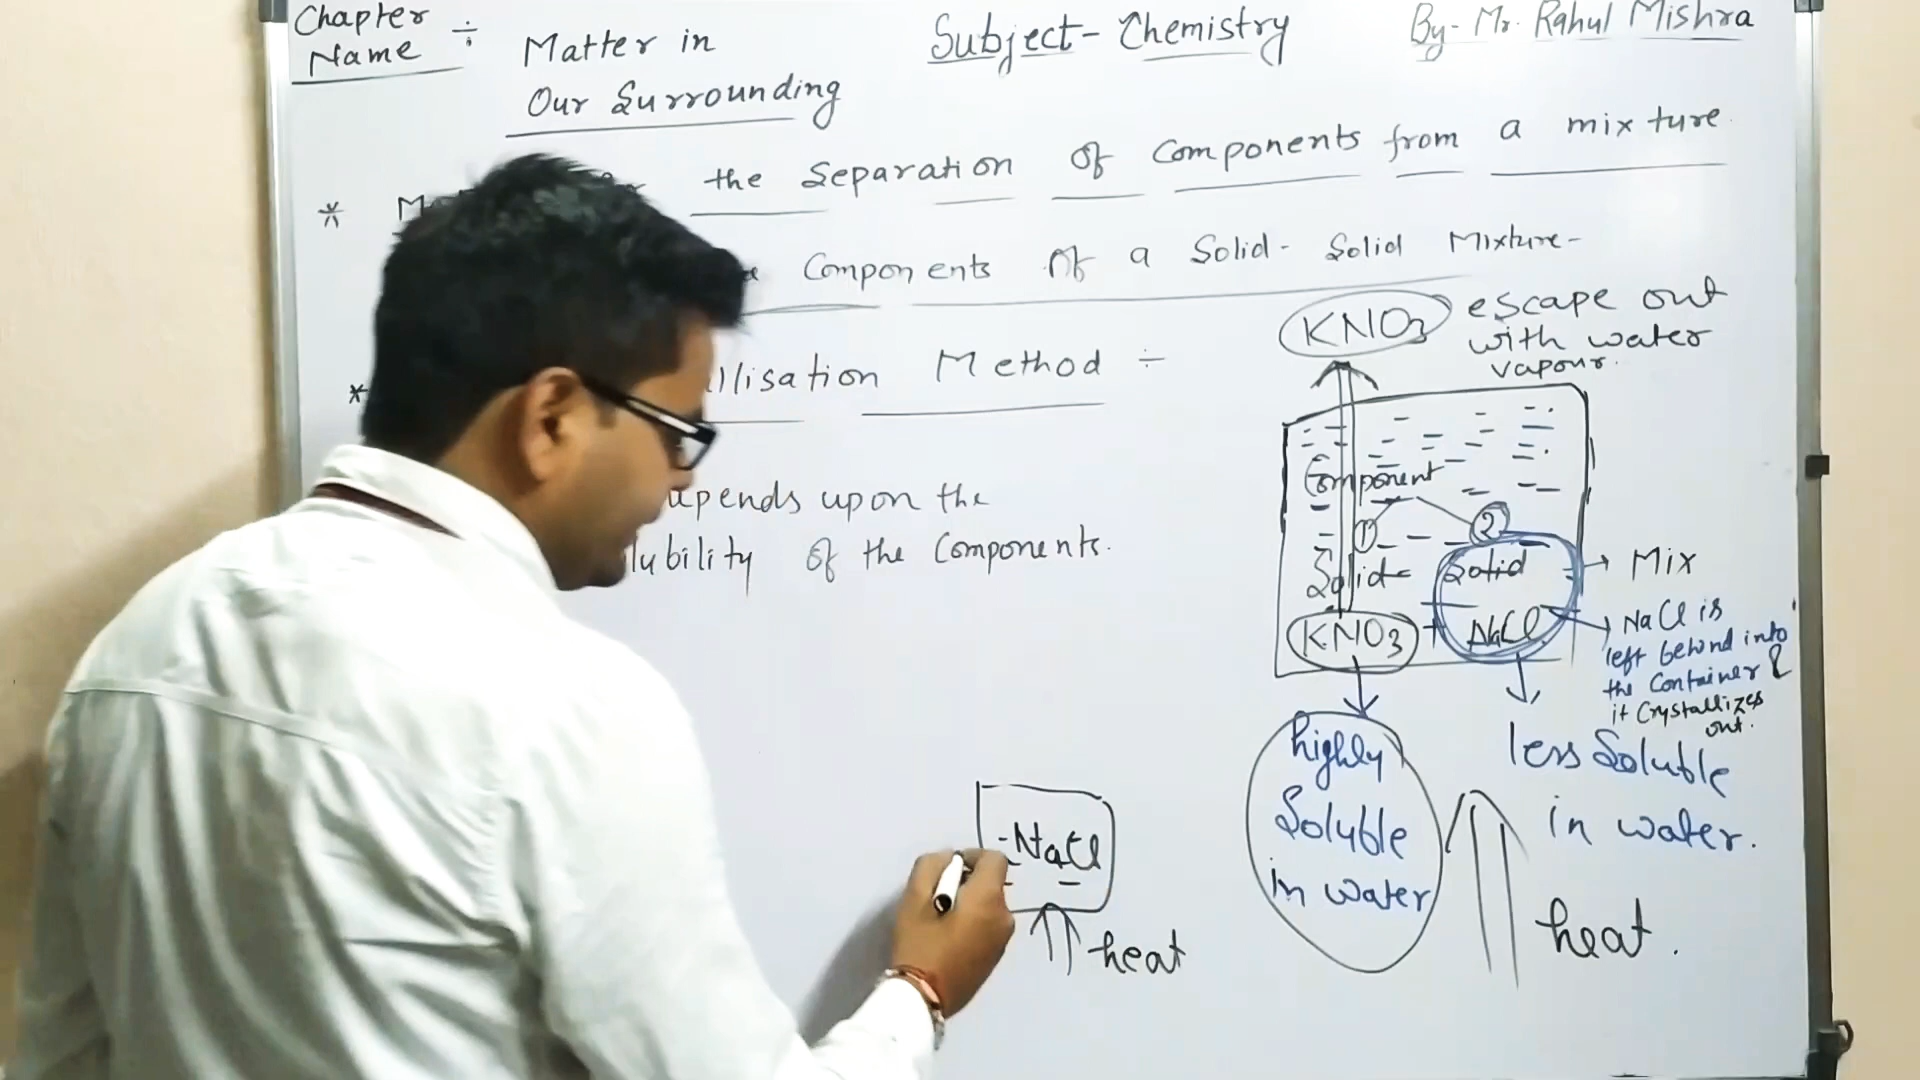 Chapter Name ÷ Matter in
Our Surrounding
Subject- Chemistry
By- Mr. Rahul Mishra
* the Separation of Components from a mixture
Components of a Solid- Solid Mixture-
* llisation Method ÷
upends upon the
lubility of the Components.
KNO3 escape out
with water
vapour.
Component
① ②
Solid- Solid → Mix
KNO3 + NaCl
NaCl is
left behind into
the Container &
it Crystallizes
out.
highly
Soluble
in water
less Soluble
in water.
heat.
NaCl
heat